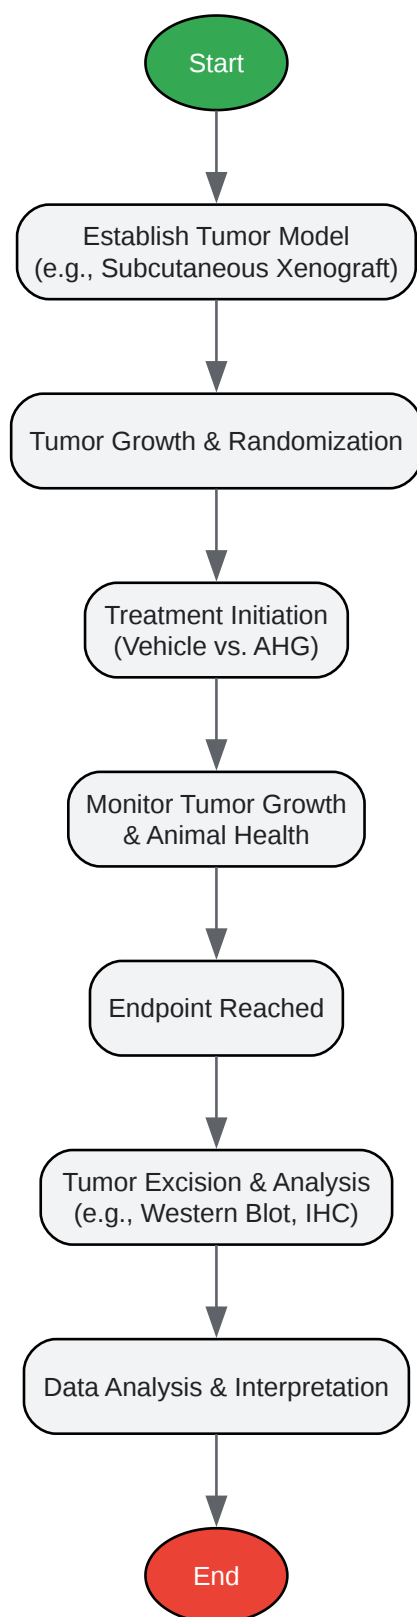 Start
Establish Tumor Model
(e.g., Subcutaneous Xenograft)
Tumor Growth & Randomization
Treatment Initiation
(Vehicle vs. AHG)
Monitor Tumor Growth
& Animal Health
Endpoint Reached
Tumor Excision & Analysis
(e.g., Western Blot, IHC)
Data Analysis & Interpretation
End